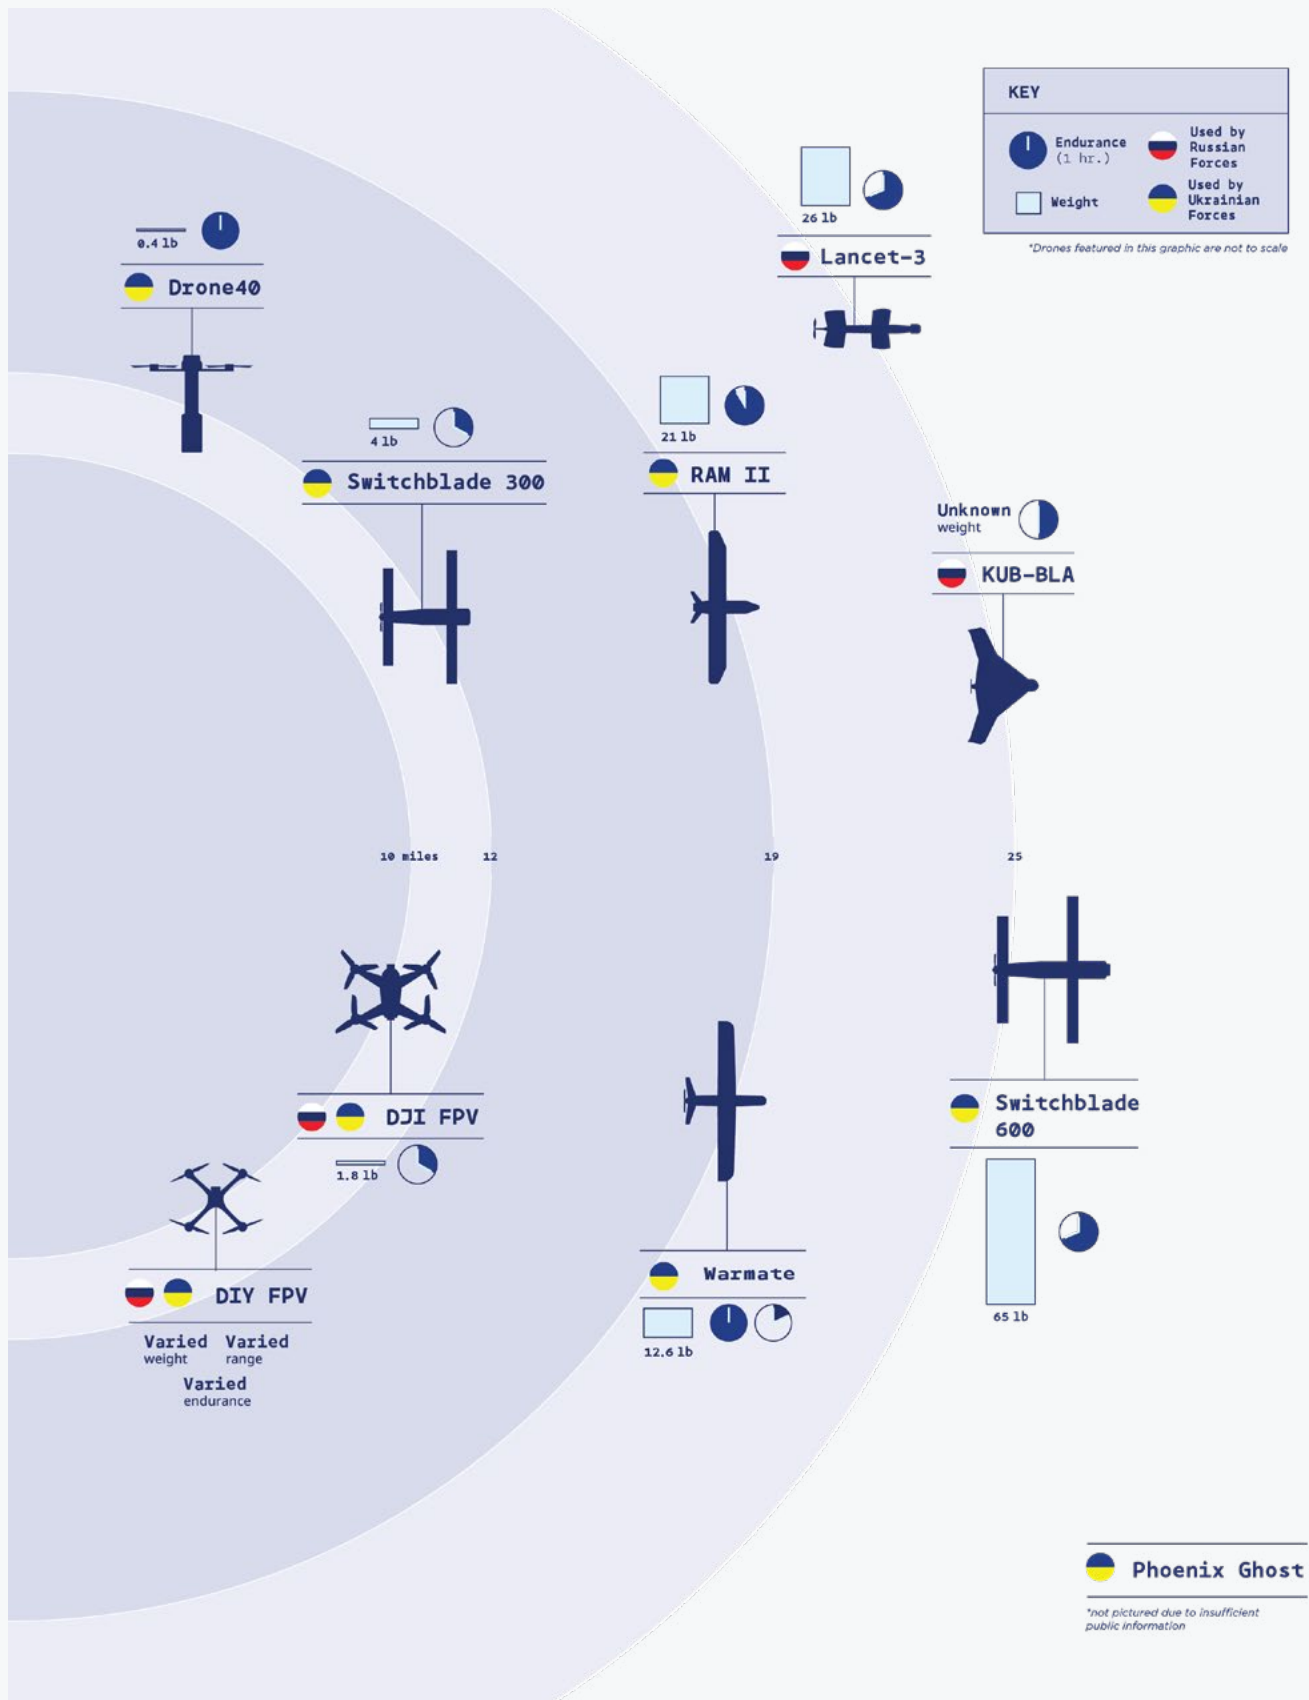 KEY
Endurance
(1 hr.)
Used by
Russian
Forces
Weight
Used by
Ukrainian
Forces
*Drones featured in this graphic are not to scale
26 lb
Lancet-3
0.4 lb
Drone40
21 lb
RAM II
4 lb
Switchblade 300
Unknown
weight
KUB-BLA
10 miles
12
19
25
DJI FPV
1.8 lb
Switchblade
600
65 lb
Warmate
12.6 lb
DIY FPV
Varied
weight
Varied
range
Varied
endurance
Phoenix Ghost
*not pictured due to insufficient
public information